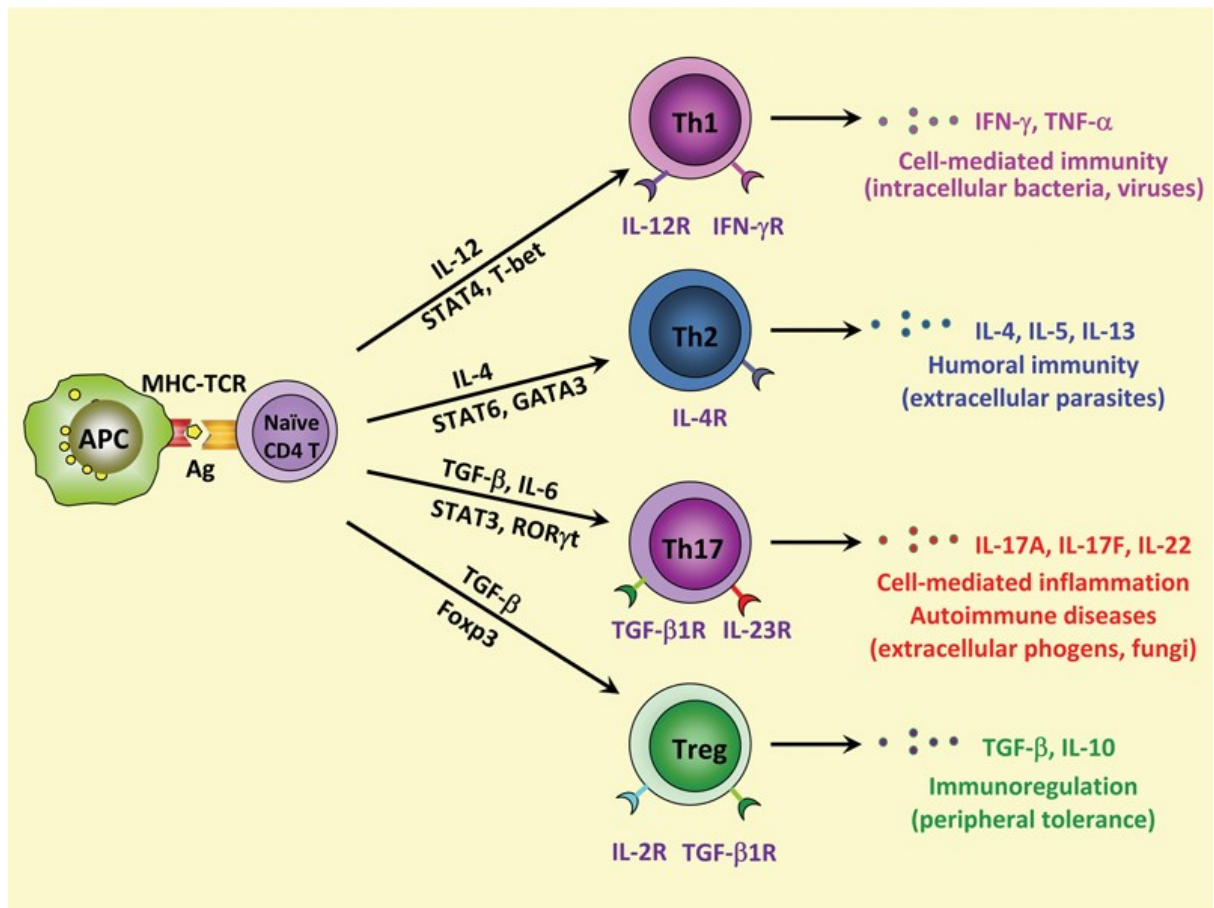 Th1
IFN-γ, TNF-α
Cell-mediated immunity
(intracellular bacteria, viruses)
IL-12R IFN-γR
IL-12
STAT4, T-bet
Th2
IL-4, IL-5, IL-13
Humoral immunity
(extracellular parasites)
IL-4R
IL-4
STAT6, GATA3
MHC-TCR
APC
Ag
Naïve
CD4 T
TGF-β, IL-6
STAT3, RORγt
Th17
IL-17A, IL-17F, IL-22
Cell-mediated inflammation
Autoimmune diseases
(extracellular phogens, fungi)
TGF-β1R IL-23R
TGF-β
Foxp3
Treg
TGF-β, IL-10
Immunoregulation
(peripheral tolerance)
IL-2R TGF-β1R